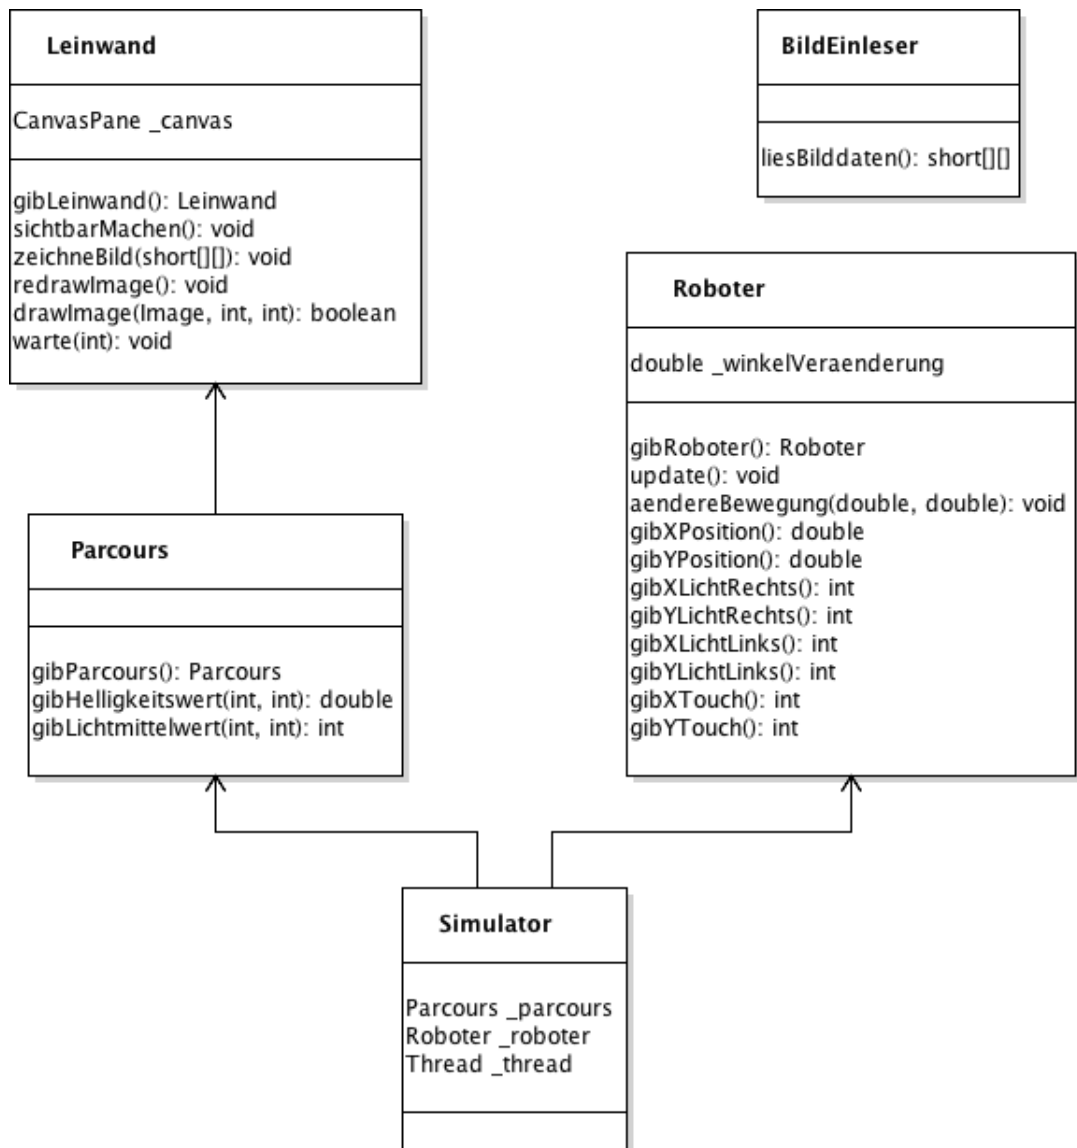 Leinwand
CanvasPane _canvas
gibLeinwand(): Leinwand
sichtbarMachen(): void
zeichneBild(short[][]): void
redrawImage(): void
drawImage(Image, int, int): boolean
warte(int): void
BildEinleser
liesBilddaten(): short[][]
Roboter
double _winkelVeraenderung
gibRoboter(): Roboter
update(): void
aendereBewegung(double, double): void
gibXPosition(): double
gibYPosition(): double
gibXLichtRechts(): int
gibYLichtRechts(): int
gibXLichtLinks(): int
gibYLichtLinks(): int
gibXTouch(): int
gibYTouch(): int
Parcours
gibParcours(): Parcours
gibHelligkeitswert(int, int): double
gibLichtmittelwert(int, int): int
Simulator
Parcours _parcours
Roboter _roboter
Thread _thread